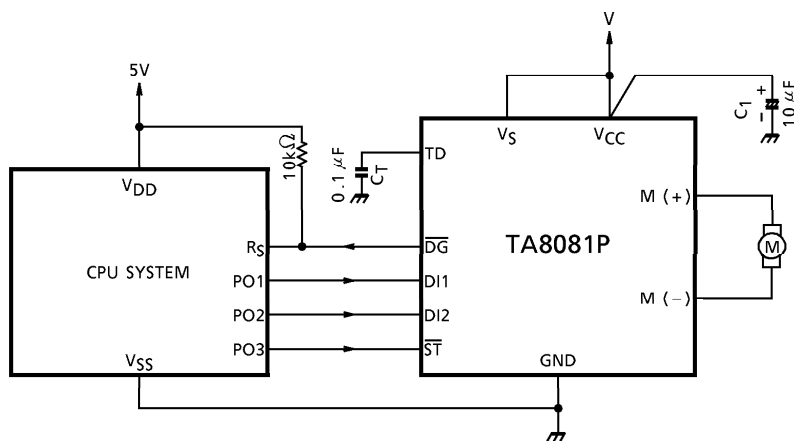 V
5V
C1 + -
10 μF
VS
VCC
TD
10kΩ
0.1 μF
CT
VDD
M (+)
RS
DG
TA8081P
M
CPU SYSTEM
PO1
DI1
M (-)
PO2
DI2
PO3
ST
VSS
GND